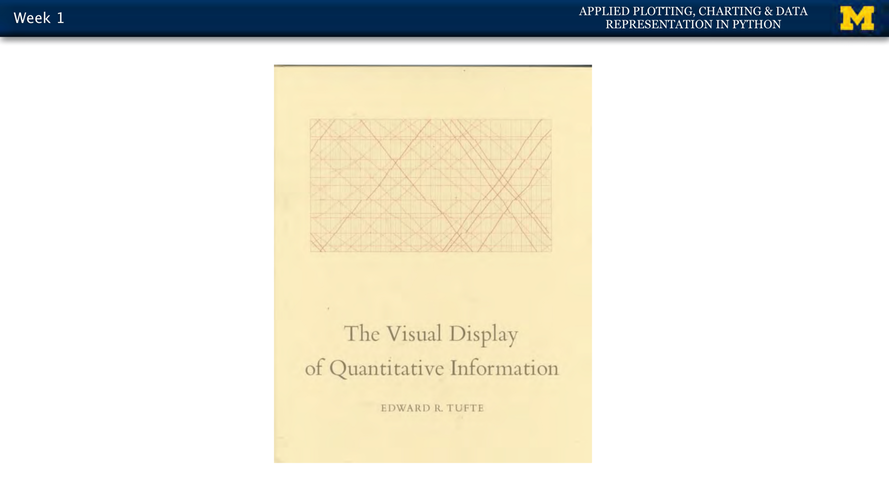 Week 1
APPLIED PLOTTING, CHARTING & DATA
REPRESENTATION IN PYTHON
M
The Visual Display
of Quantitative Information
EDWARD R. TUFTE